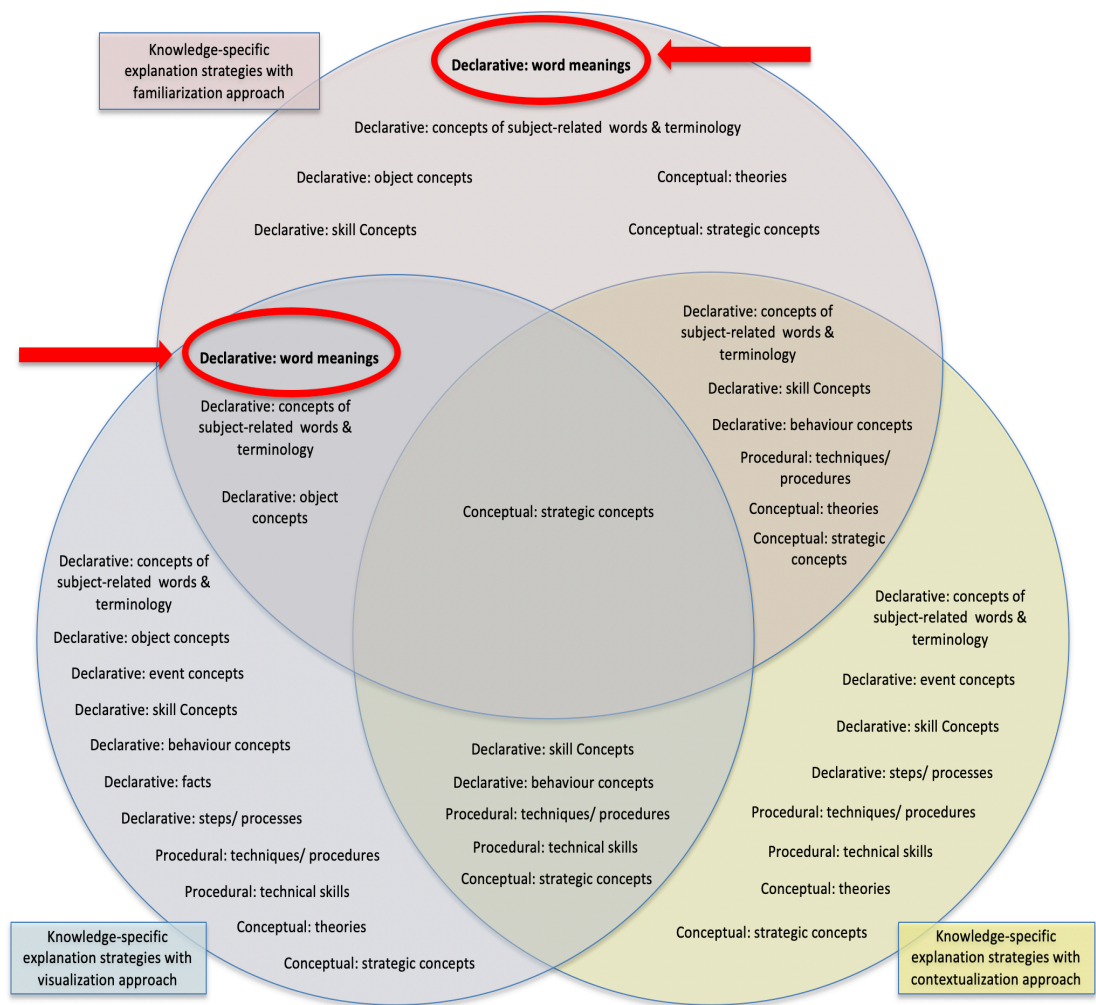 Knowledge-specific
explanation strategies with
familiarization approach
Declarative: word meanings
Declarative: concepts of subject-related words & terminology
Declarative: object concepts
Conceptual: theories
Declarative: skill Concepts
Conceptual: strategic concepts
Declarative: word meanings
Declarative: concepts of
subject-related words &
terminology
Declarative: object
concepts
Declarative: concepts of
subject-related words &
terminology
Declarative: skill Concepts
Declarative: behaviour concepts
Procedural: techniques/
procedures
Conceptual: theories
Conceptual: strategic
concepts
Conceptual: strategic concepts
Declarative: concepts of
subject-related words &
terminology
Declarative: object concepts
Declarative: event concepts
Declarative: skill Concepts
Declarative: behaviour concepts
Declarative: facts
Declarative: steps/ processes
Procedural: techniques/ procedures
Procedural: technical skills
Conceptual: theories
Conceptual: strategic concepts
Declarative: skill Concepts
Declarative: behaviour concepts
Procedural: techniques/ procedures
Procedural: technical skills
Conceptual: strategic concepts
Declarative: concepts of
subject-related words &
terminology
Declarative: event concepts
Declarative: skill Concepts
Declarative: steps/ processes
Procedural: techniques/ procedures
Procedural: technical skills
Conceptual: theories
Conceptual: strategic concepts
Knowledge-specific
explanation strategies with
visualization approach
Knowledge-specific
explanation strategies with
contextualization approach